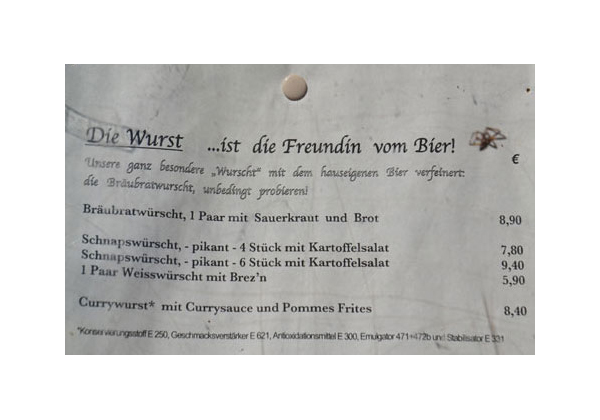 Die Wurst ...ist die Freundin vom Bier!
€
Unsere ganz besondere „Wurscht" mit dem hauseigenen Bier verfeinert:
die Bräubratwurscht, unbedingt probieren!
Bräubratwürscht, 1 Paar mit Sauerkraut und Brot 8,90
Schnapswürscht, - pikant - 4 Stück mit Kartoffelsalat 7,80
Schnapswürscht, - pikant - 6 Stück mit Kartoffelsalat 9,40
1 Paar Weisswürscht mit Brez'n 5,90
Currywurst* mit Currysauce und Pommes Frites 8,40
*Konservierungsstoff E 250, Geschmacksverstärker E 621, Antioxidationsmittel E 300, Emulgator 471+472b und Stabilisator E 331